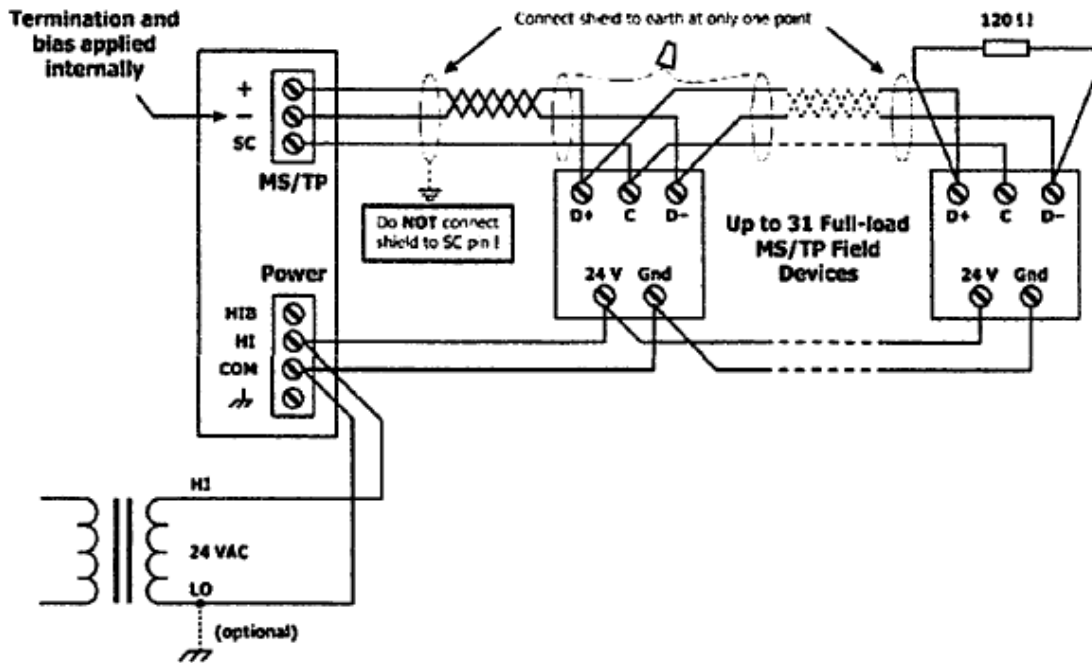 Termination and
bias applied
internally
Connect shield to earth at only one point
120 Ω
+
−
SC
MS/TP
Do NOT connect
shield to SC pin !
D+ C D−
Up to 31 Full-load
MS/TP Field
Devices
D+ C D−
24 V Gnd
24 V Gnd
Power
HIB
HI
COM
HI
24 VAC
LO
(optional)